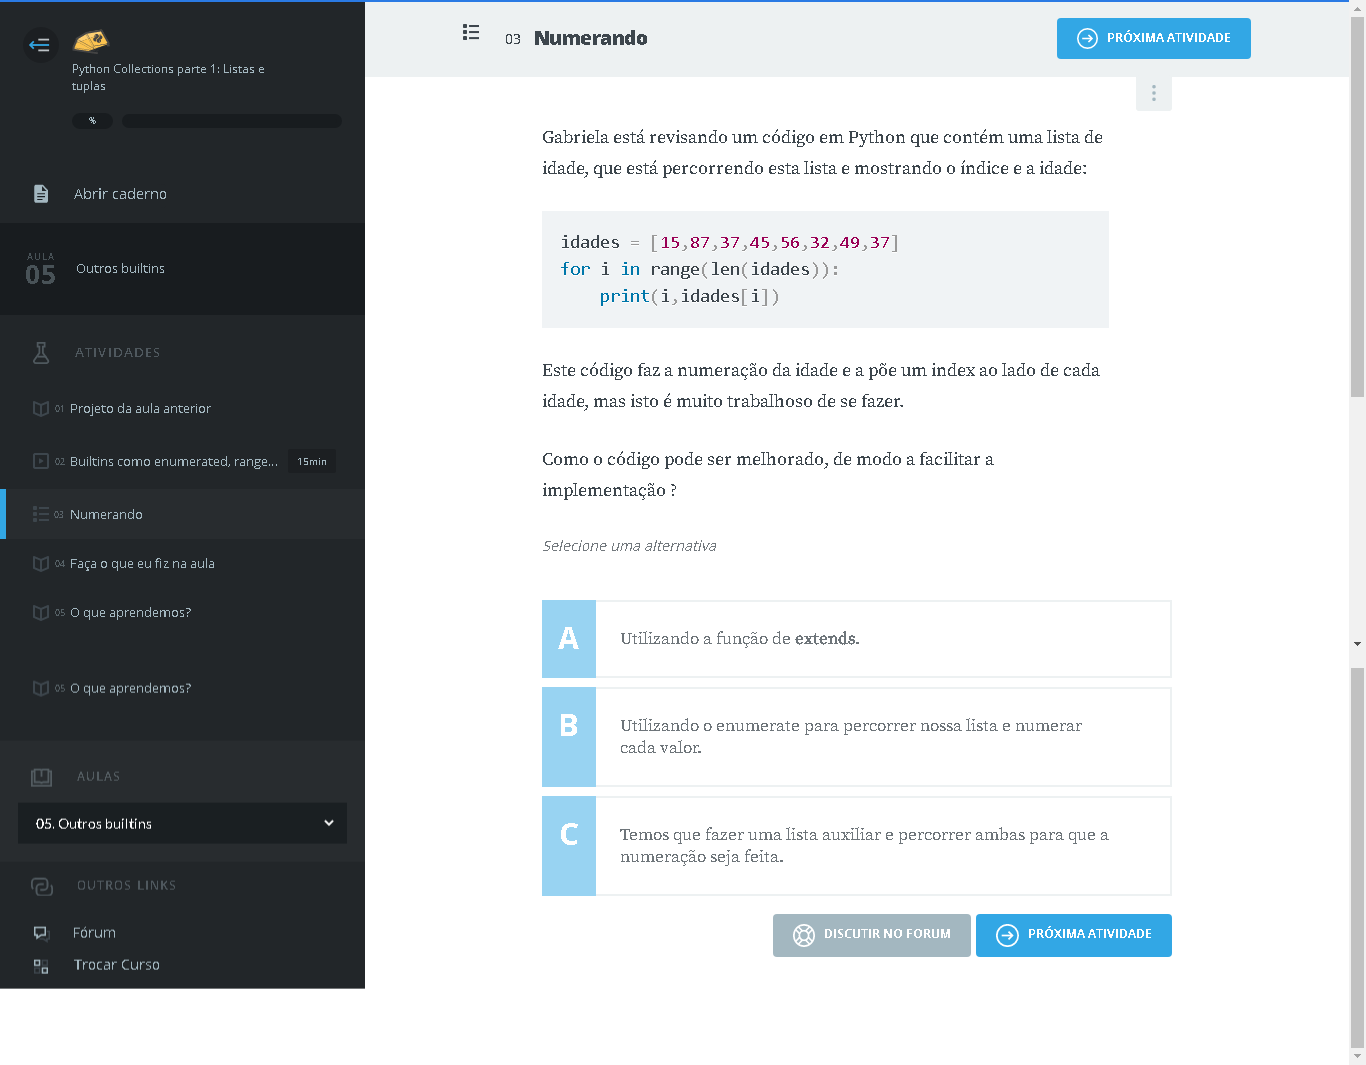 Python Collections parte 1: Listas e
tuplas
%
Abrir caderno
AULA
05
Outros builtins
ATIVIDADES
01 Projeto da aula anterior
02 Builtins como enumerated, range... 15min
03 Numerando
04 Faça o que eu fiz na aula
05 O que aprendemos?
05 O que aprendemos?
AULAS
05. Outros builtins
OUTROS LINKS
Fórum
Trocar Curso
03 Numerando
PRÓXIMA ATIVIDADE
Gabriela está revisando um código em Python que contém uma lista de
idade, que está percorrendo esta lista e mostrando o índice e a idade:
idades = [15,87,37,45,56,32,49,37]
for i in range(len(idades)):
    print(i,idades[i])
Este código faz a numeração da idade e a põe um index ao lado de cada
idade, mas isto é muito trabalhoso de se fazer.
Como o código pode ser melhorado, de modo a facilitar a
implementação ?
Selecione uma alternativa
A
Utilizando a função de extends.
B
Utilizando o enumerate para percorrer nossa lista e numerar
cada valor.
C
Temos que fazer uma lista auxiliar e percorrer ambas para que a
numeração seja feita.
DISCUTIR NO FORUM
PRÓXIMA ATIVIDADE